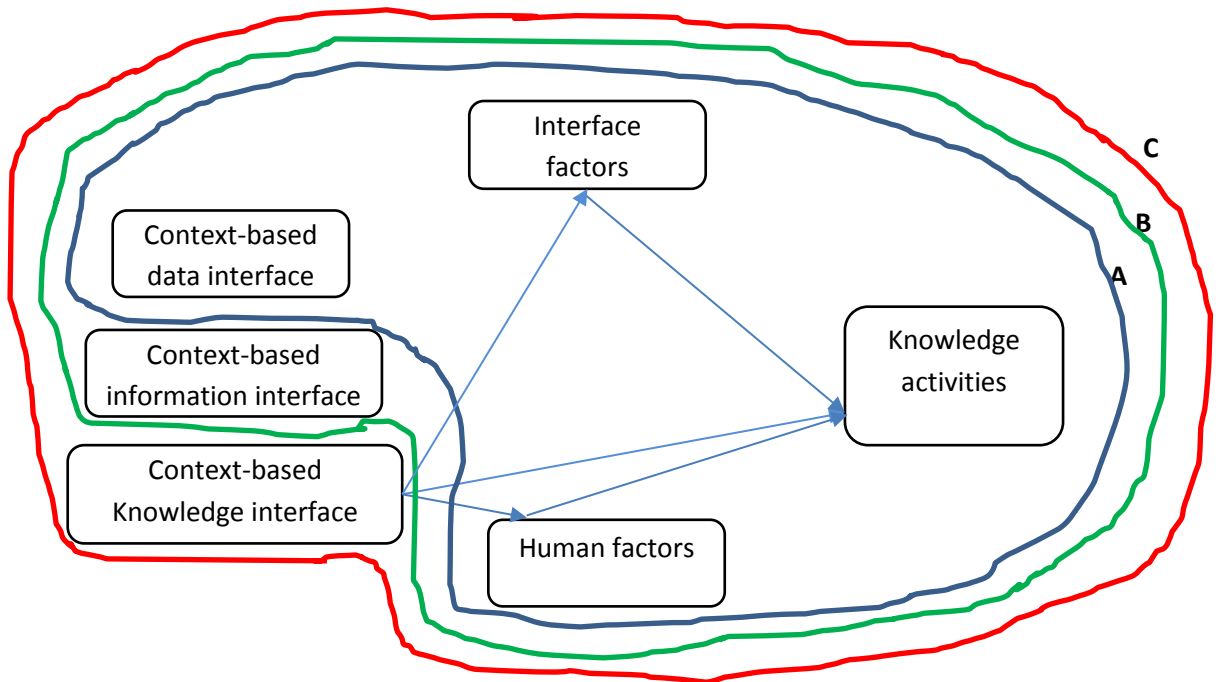 Interface
factors
C
B
A
Context-based
data interface
Context-based
information interface
Knowledge
activities
Context-based
Knowledge interface
Human factors